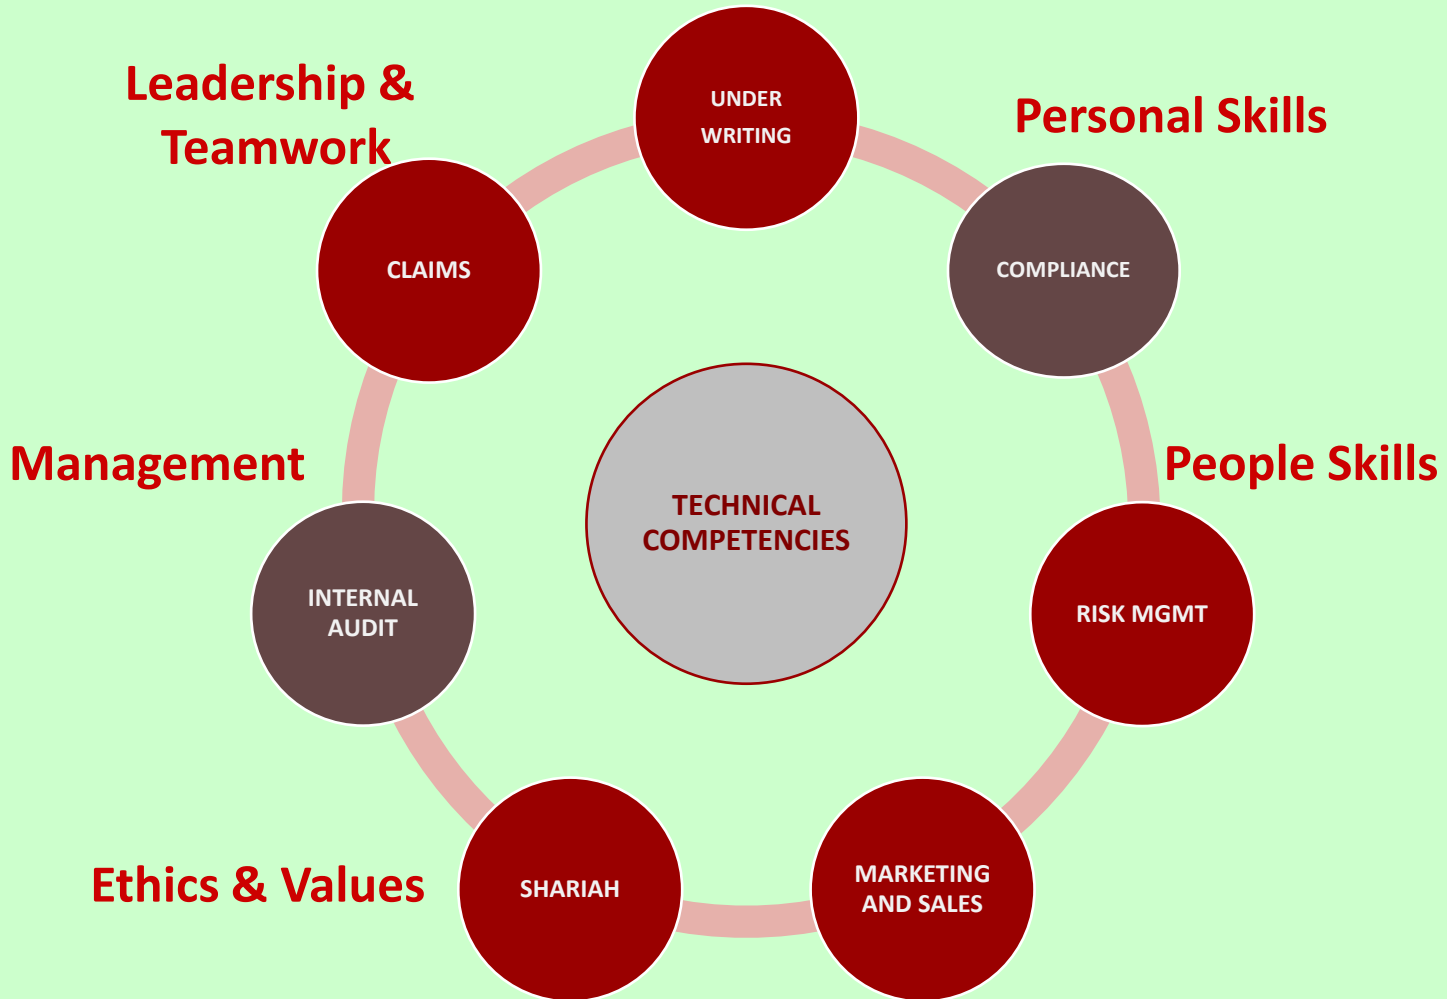 Leadership &
Teamwork
UNDER
WRITING
Personal Skills
CLAIMS
COMPLIANCE
Management
People Skills
TECHNICAL
COMPETENCIES
INTERNAL
AUDIT
RISK MGMT
Ethics & Values
SHARIAH
MARKETING
AND SALES